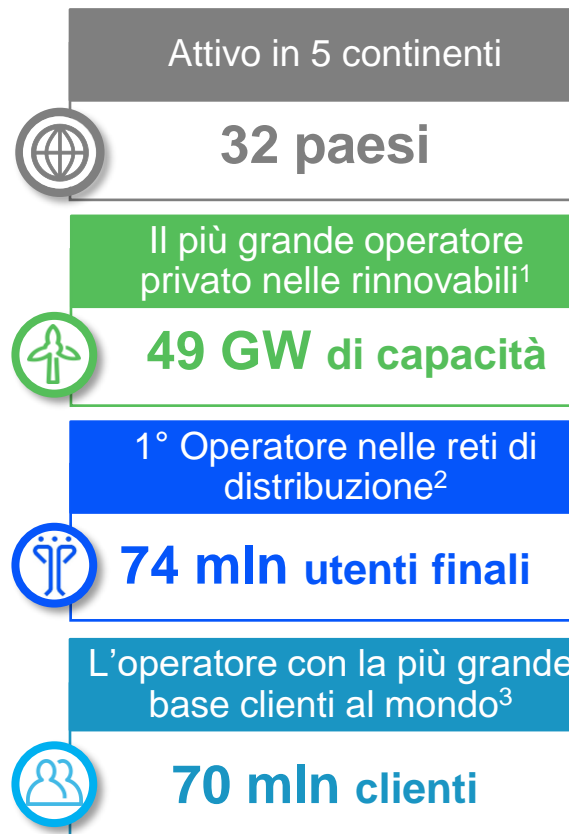 Attivo in 5 continenti
32 paesi
Il più grande operatore
privato nelle rinnovabili¹
49 GW di capacità
1° Operatore nelle reti di
distribuzione²
74 mln utenti finali
L’operatore con la più grande
base clienti al mondo³
70 mln clienti